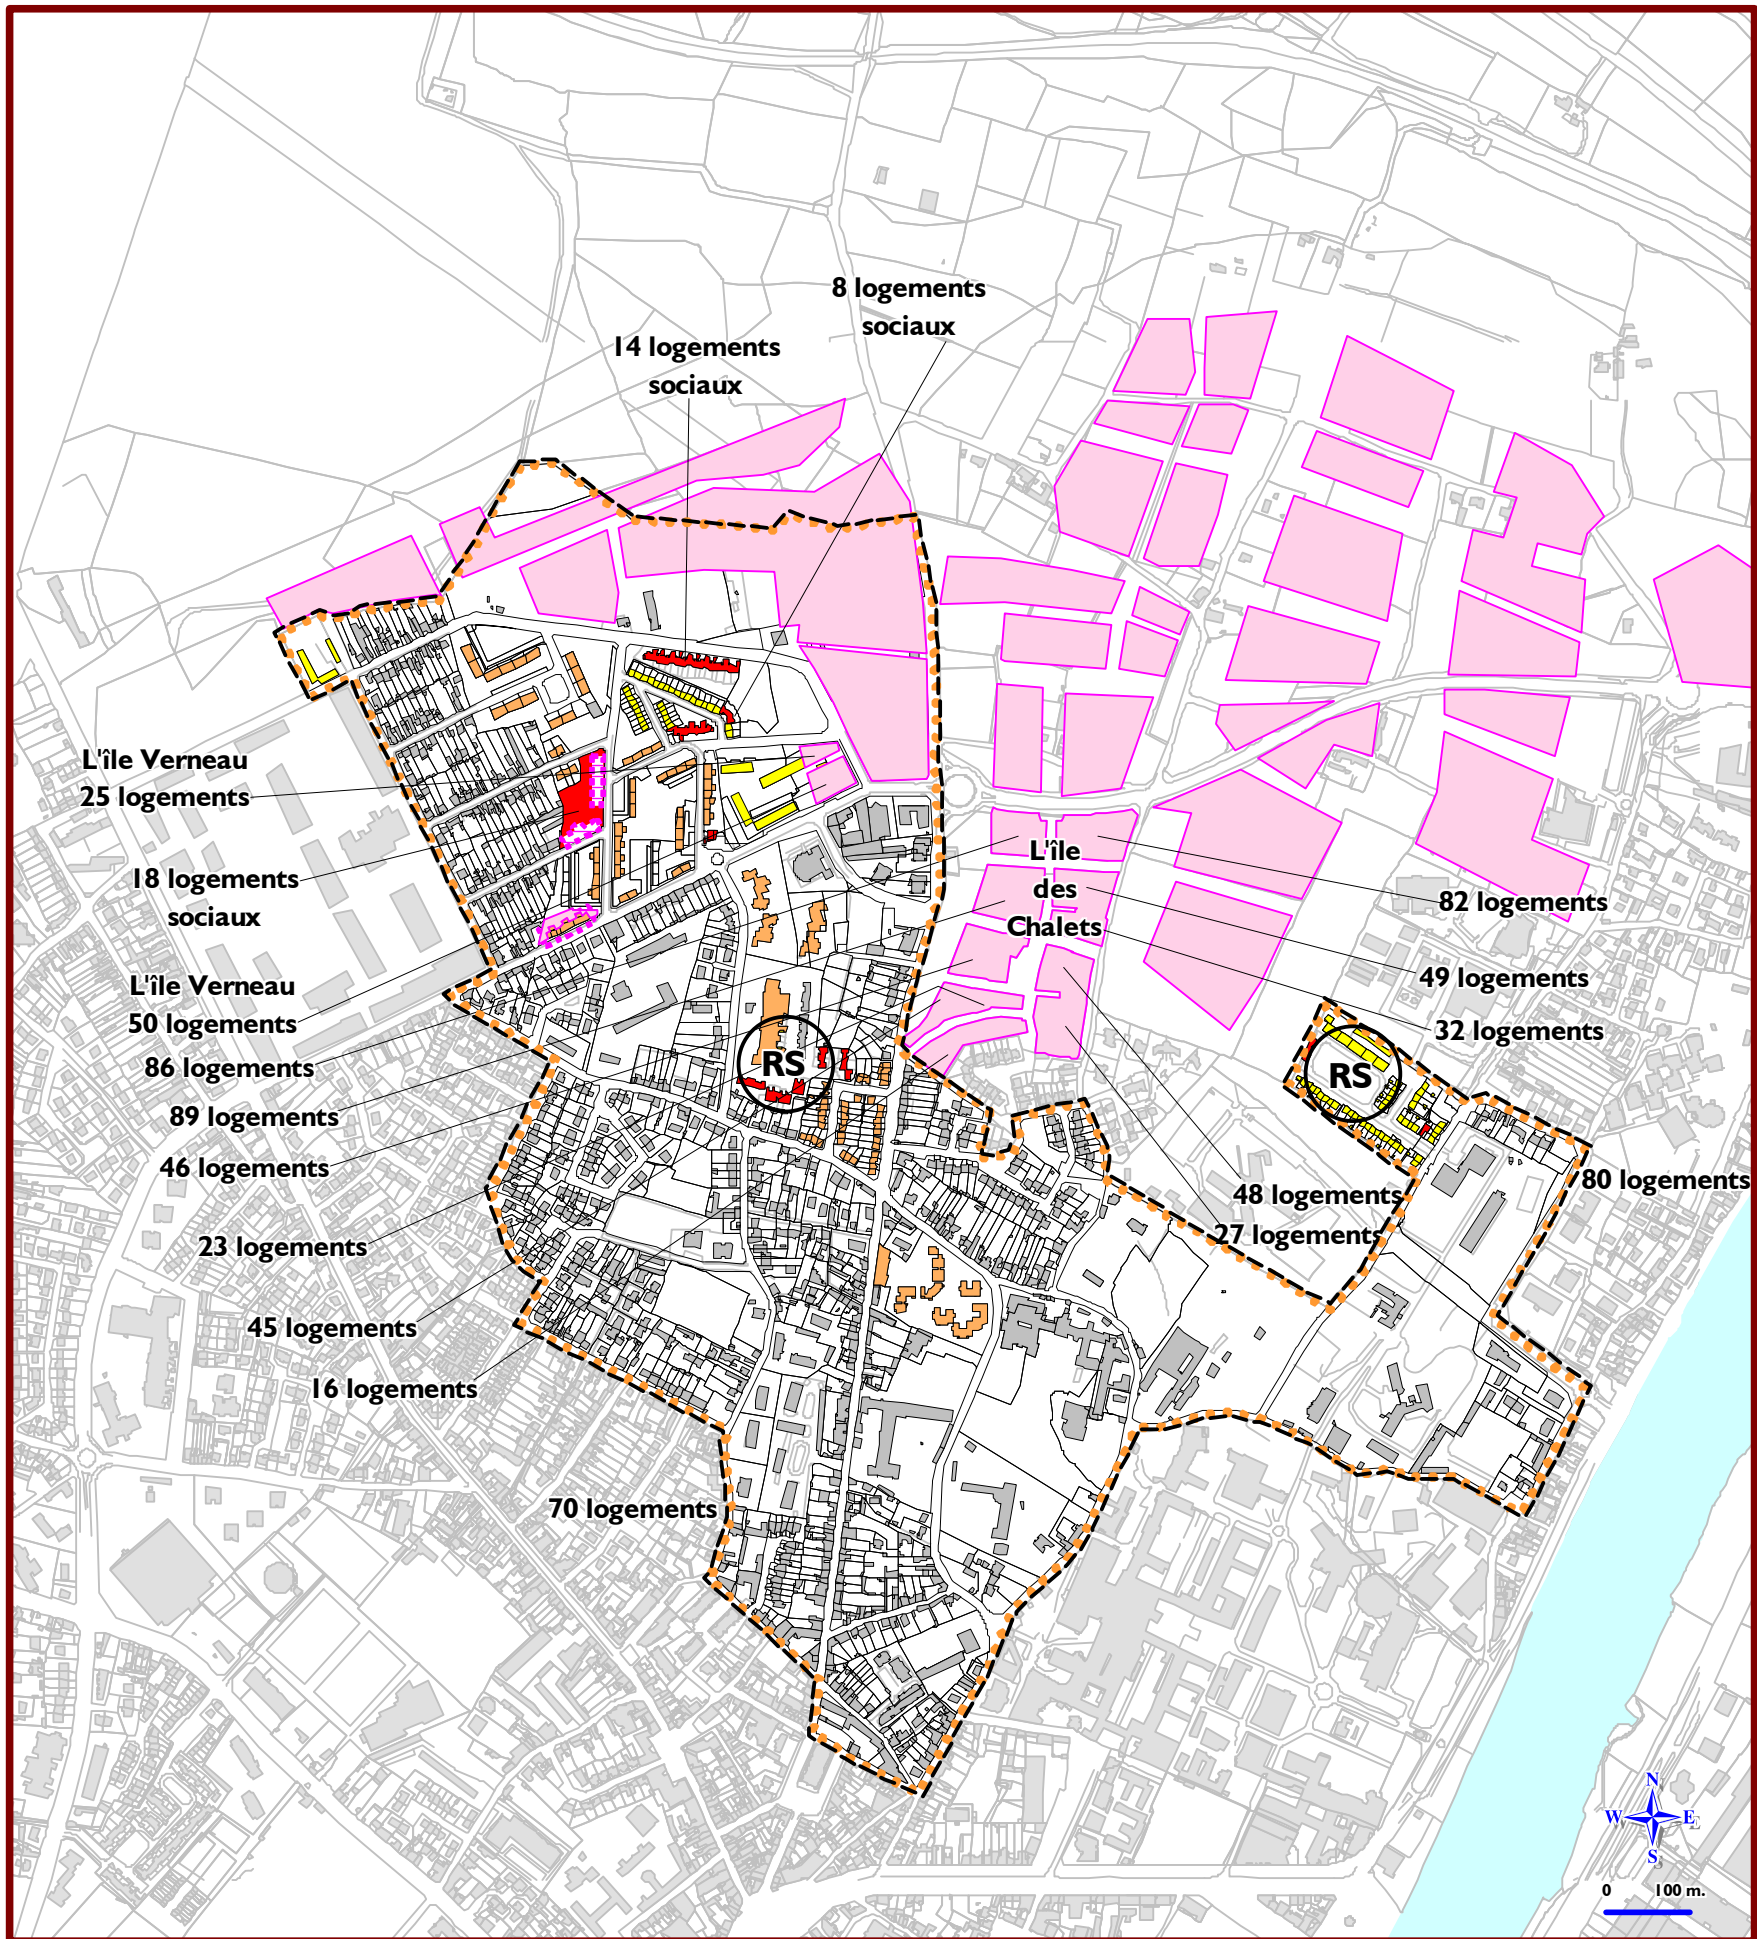 8 logements
sociaux
14 logements
sociaux
L'île Verneau
25 logements
L'île
des
Chalets
18 logements
sociaux
82 logements
49 logements
L'île Verneau
50 logements
32 logements
86 logements
RS
RS
89 logements
46 logements
80 logements
48 logements
27 logements
23 logements
45 logements
16 logements
70 logements
N
W E
S
0 100 m.